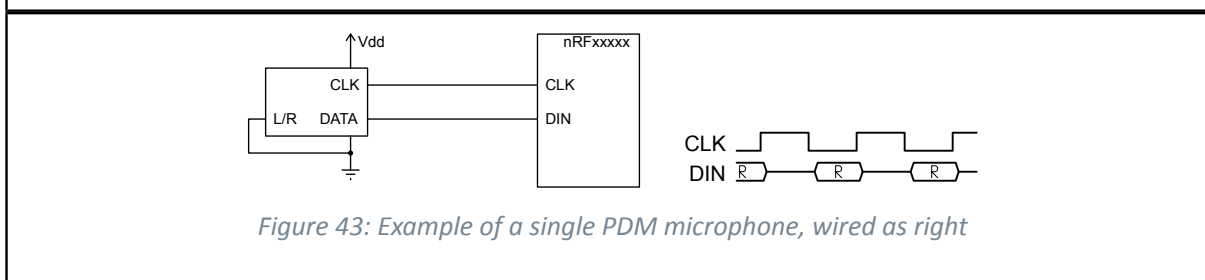 Vdd
nRFxxxxx
CLK
CLK
L/R DATA
DIN
CLK
DIN R R R
Figure 43: Example of a single PDM microphone, wired as right